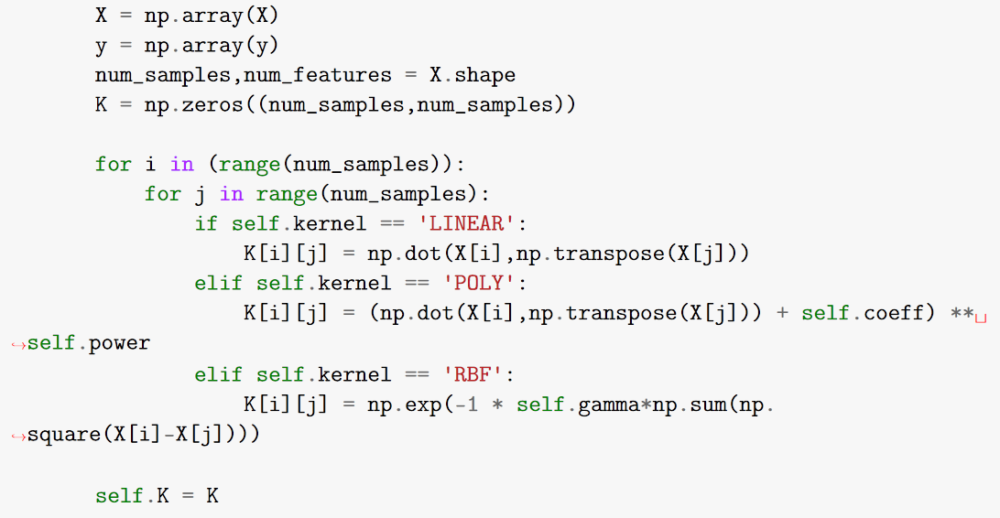 X = np.array(X)
y = np.array(y)
num_samples,num_features = X.shape
K = np.zeros((num_samples,num_samples))
for i in (range(num_samples)):
for j in range(num_samples):
if self.kernel == 'LINEAR':
K[i][j] = np.dot(X[i],np.transpose(X[j]))
elif self.kernel == 'POLY':
K[i][j] = (np.dot(X[i],np.transpose(X[j])) + self.coeff) **␣
↪self.power
elif self.kernel == 'RBF':
K[i][j] = np.exp(-1 * self.gamma*np.sum(np.
↪square(X[i]-X[j])))
self.K = K